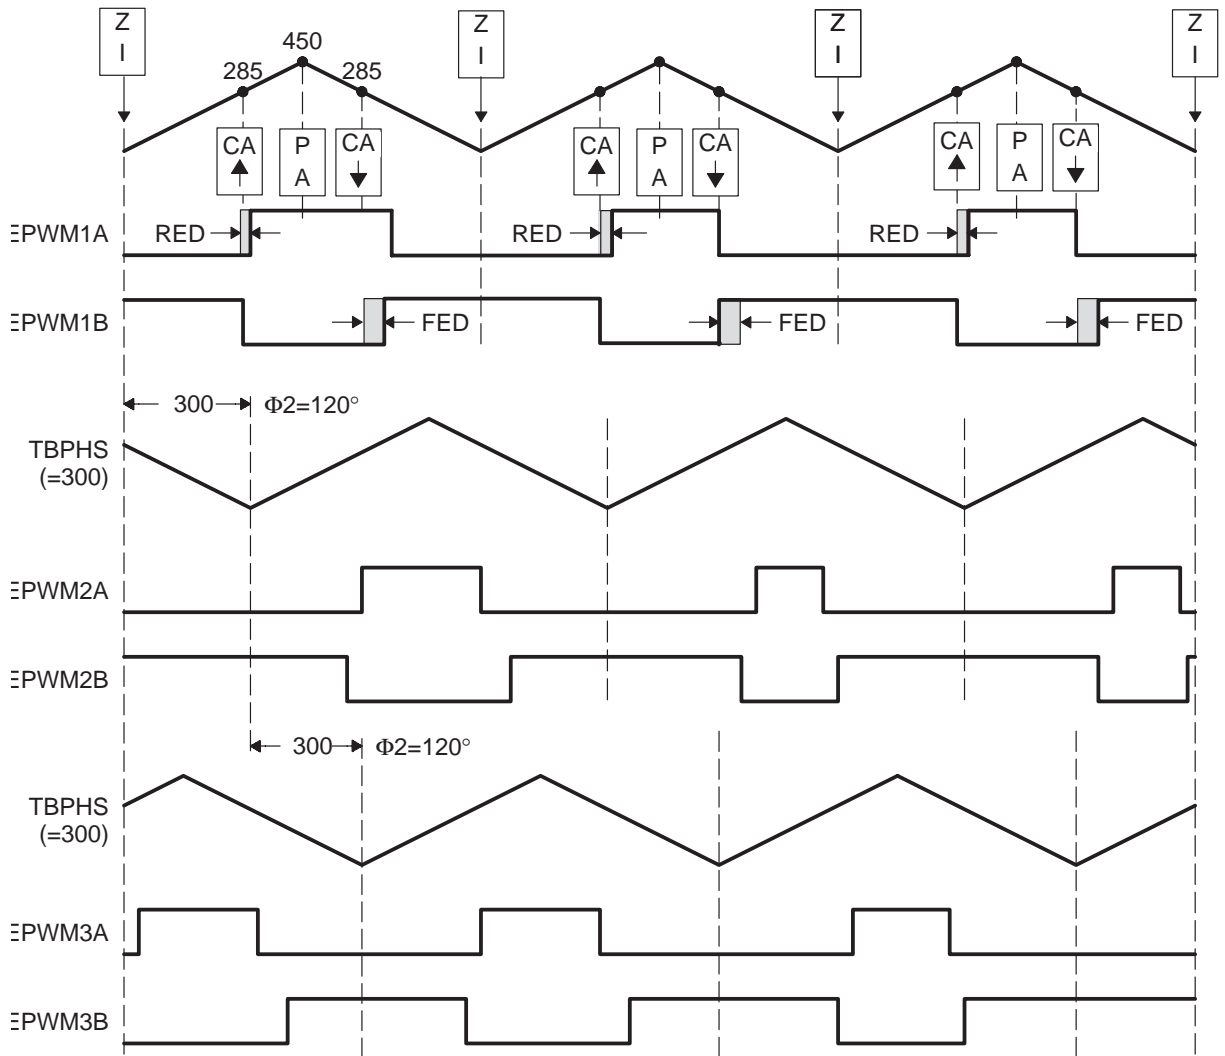 Z Z Z Z
I I I I
450
285 285
CA P CA CA P CA CA P CA
A A A
EPWM1A RED RED RED
EPWM1B FED FED FED
300 Φ2=120°
TBPHS
(=300)
EPWM2A
EPWM2B
300 Φ2=120°
TBPHS
(=300)
EPWM3A
EPWM3B